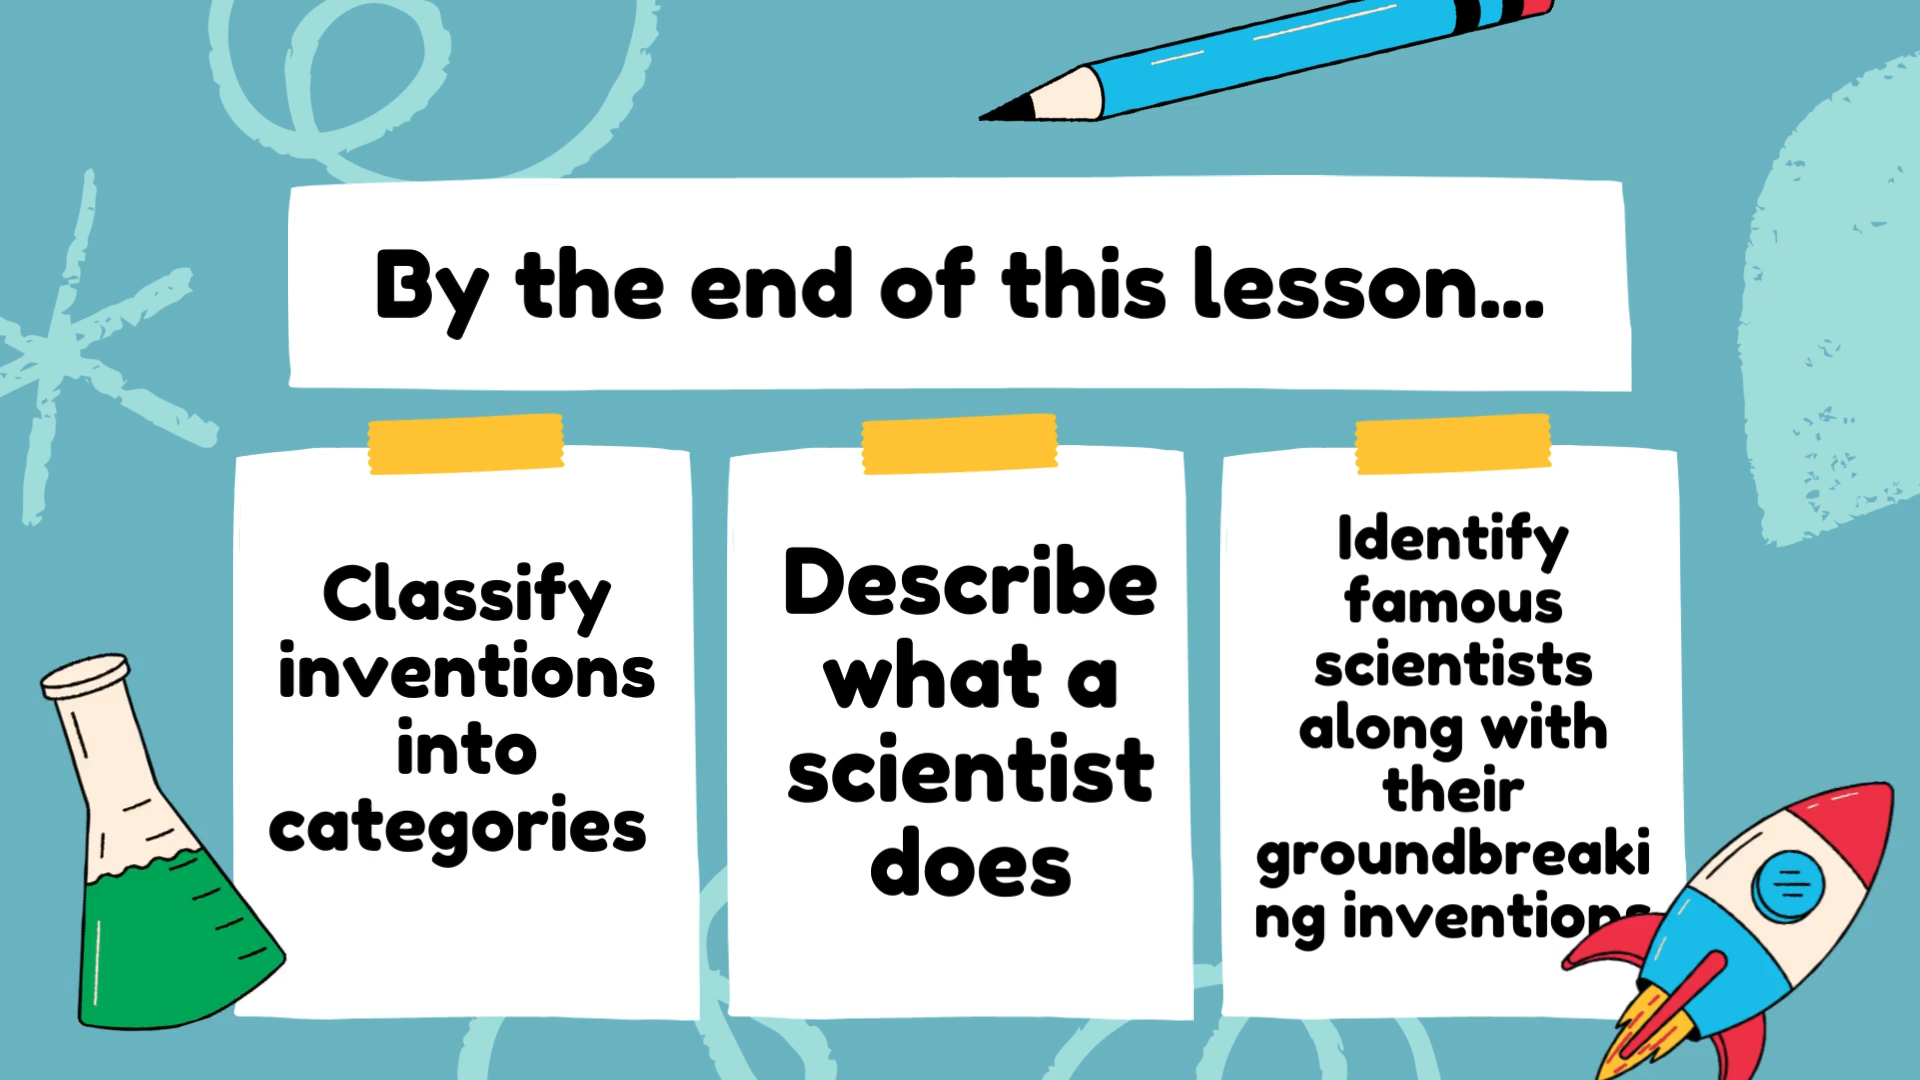 By the end of this lesson...
Classify
inventions
into
categories
Describe
what a
scientist
does
Identify
famous
scientists
along with
their
groundbreaki
ng inventions